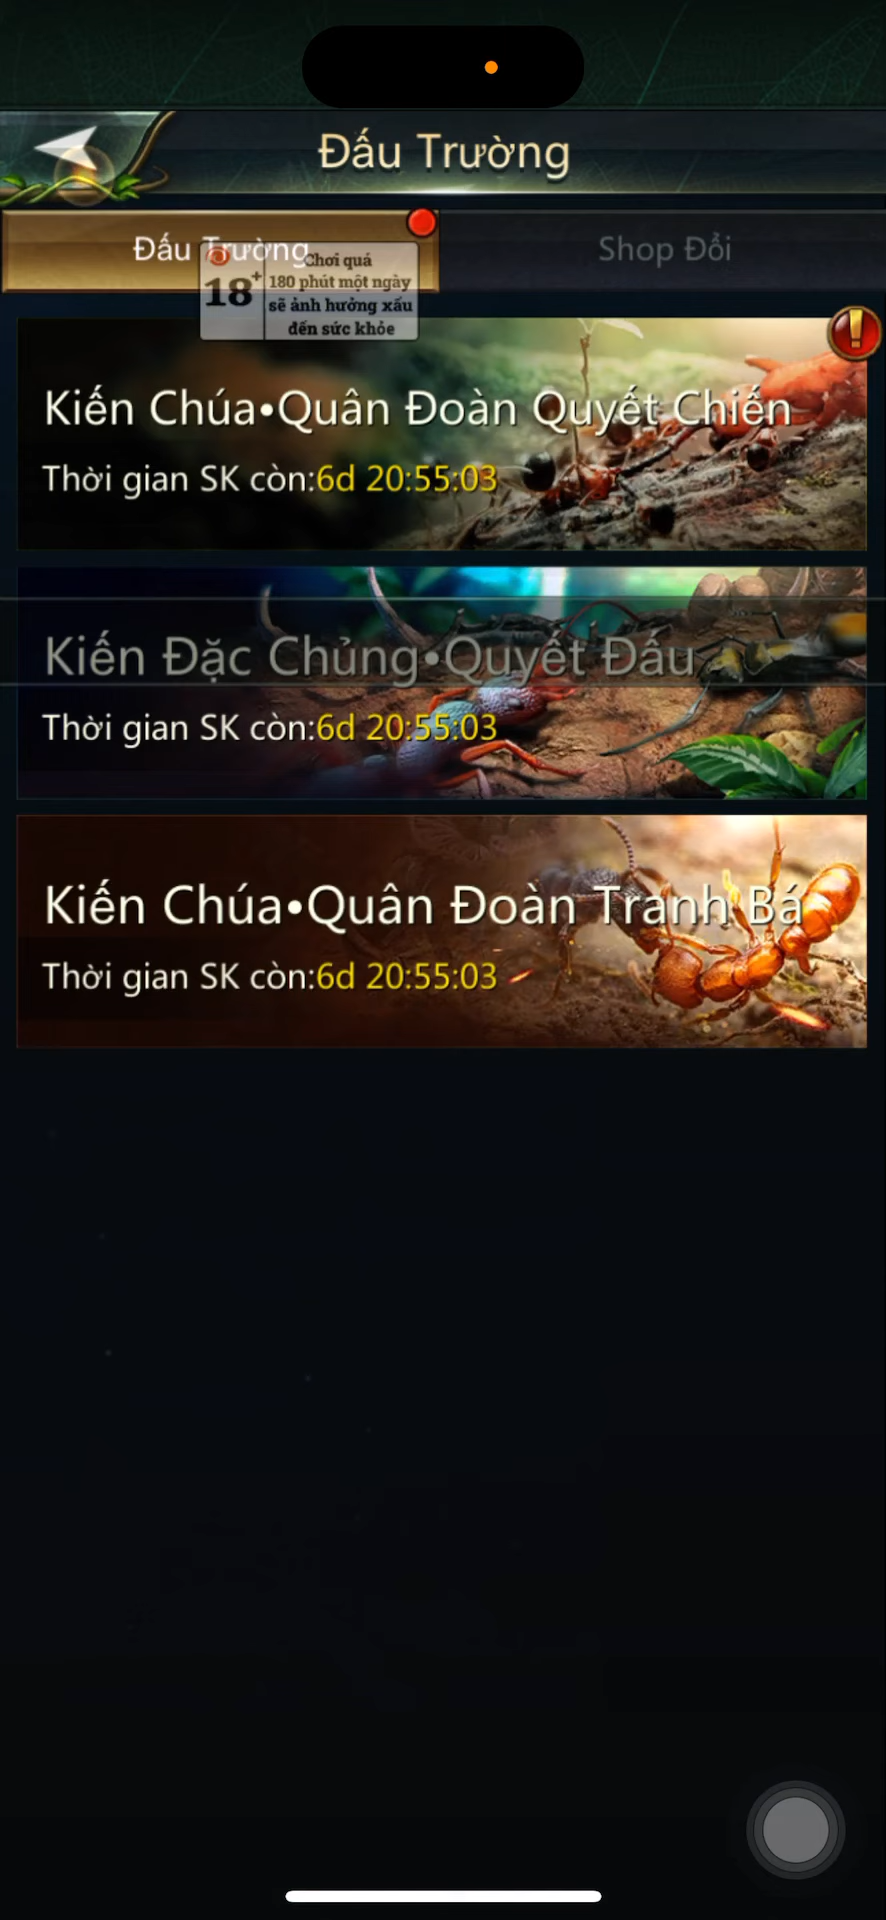 Đấu Trường
Đấu Trường
Shop Đổi
18+
Chơi quá
180 phút một ngày
sẽ ảnh hưởng xấu
đến sức khỏe
Kiến Chúa•Quân Đoàn Quyết Chiến
Thời gian SK còn:6d 20:55:03
Kiến Đặc Chủng•Quyết Đấu
Thời gian SK còn:6d 20:55:03
Kiến Chúa•Quân Đoàn Tranh Bá
Thời gian SK còn:6d 20:55:03